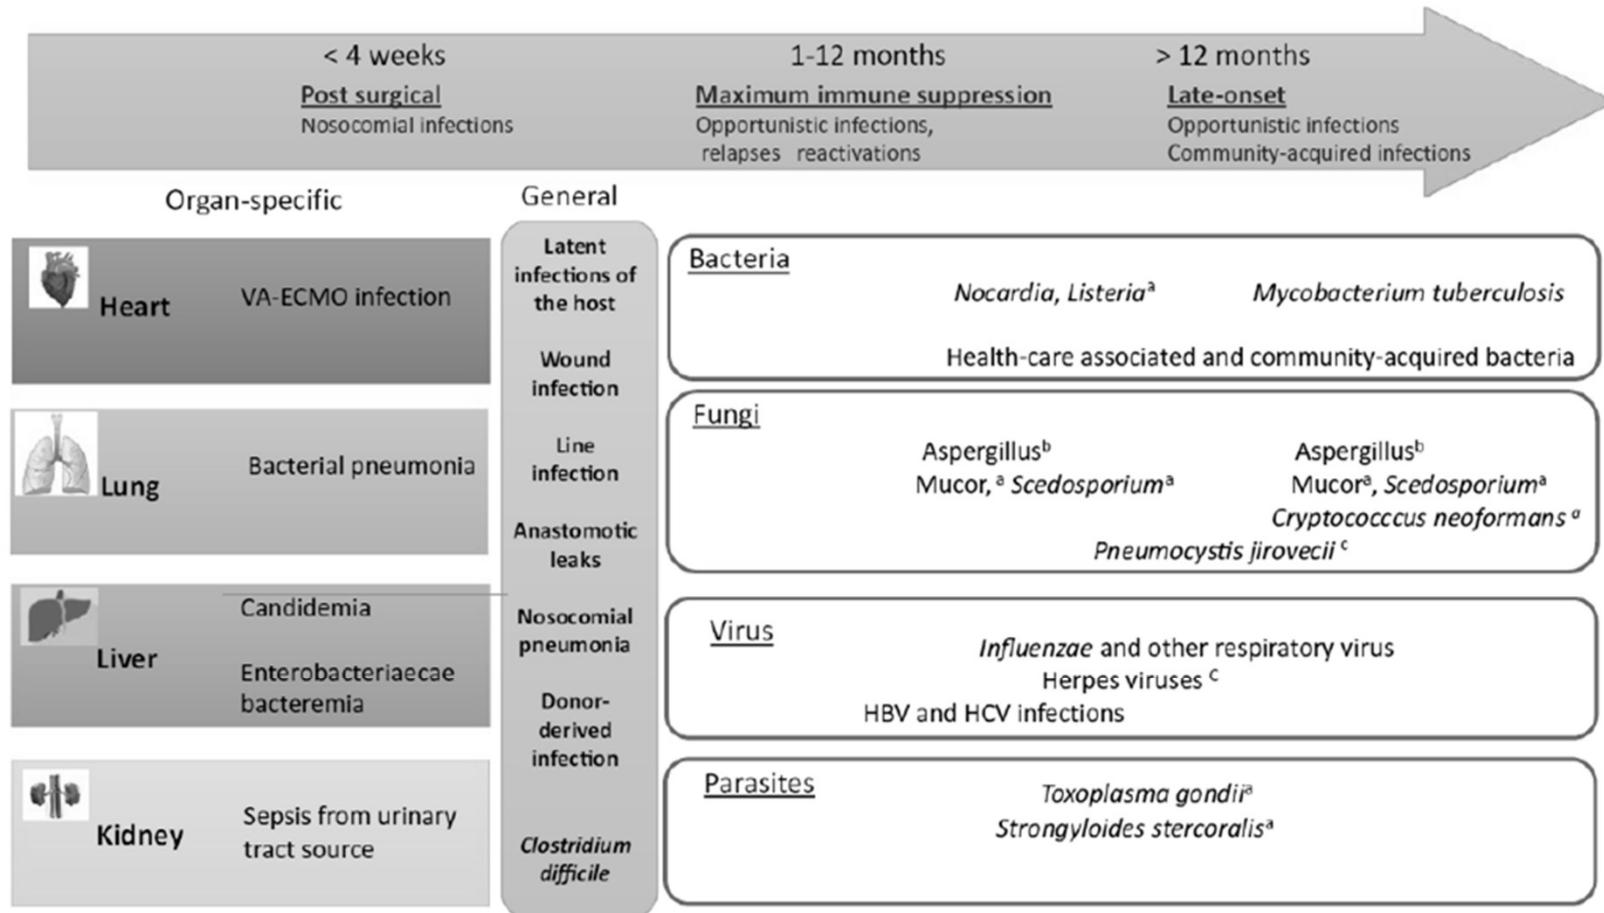 < 4 weeks
Post surgical
Nosocomial infections
1-12 months
Maximum immune suppression
Opportunistic infections,
relapses reactivations
> 12 months
Late-onset
Opportunistic infections
Community-acquired infections
Organ-specific
General
Heart
VA-ECMO infection
Lung
Bacterial pneumonia
Liver
Candidemia
Enterobacteriaecae
bacteremia
Kidney
Sepsis from urinary
tract source
Latent
infections of
the host
Wound
infection
Line
infection
Anastomotic
leaks
Nosocomial
pneumonia
Donor-
derived
infection
Clostridium
difficile
Bacteria
Nocardia, Listeriaᵃ
Mycobacterium tuberculosis
Health-care associated and community-acquired bacteria
Fungi
Aspergillusᵇ
Mucor,ᵃ Scedosporiumᵃ
Aspergillusᵇ
Mucorᵃ, Scedosporiumᵃ
Cryptococccus neoformans ᵃ
Pneumocystis jirovecii ᶜ
Virus
Influenzae and other respiratory virus
Herpes viruses ᶜ
HBV and HCV infections
Parasites
Toxoplasma gondiiᵃ
Strongyloides stercoralisᵃ